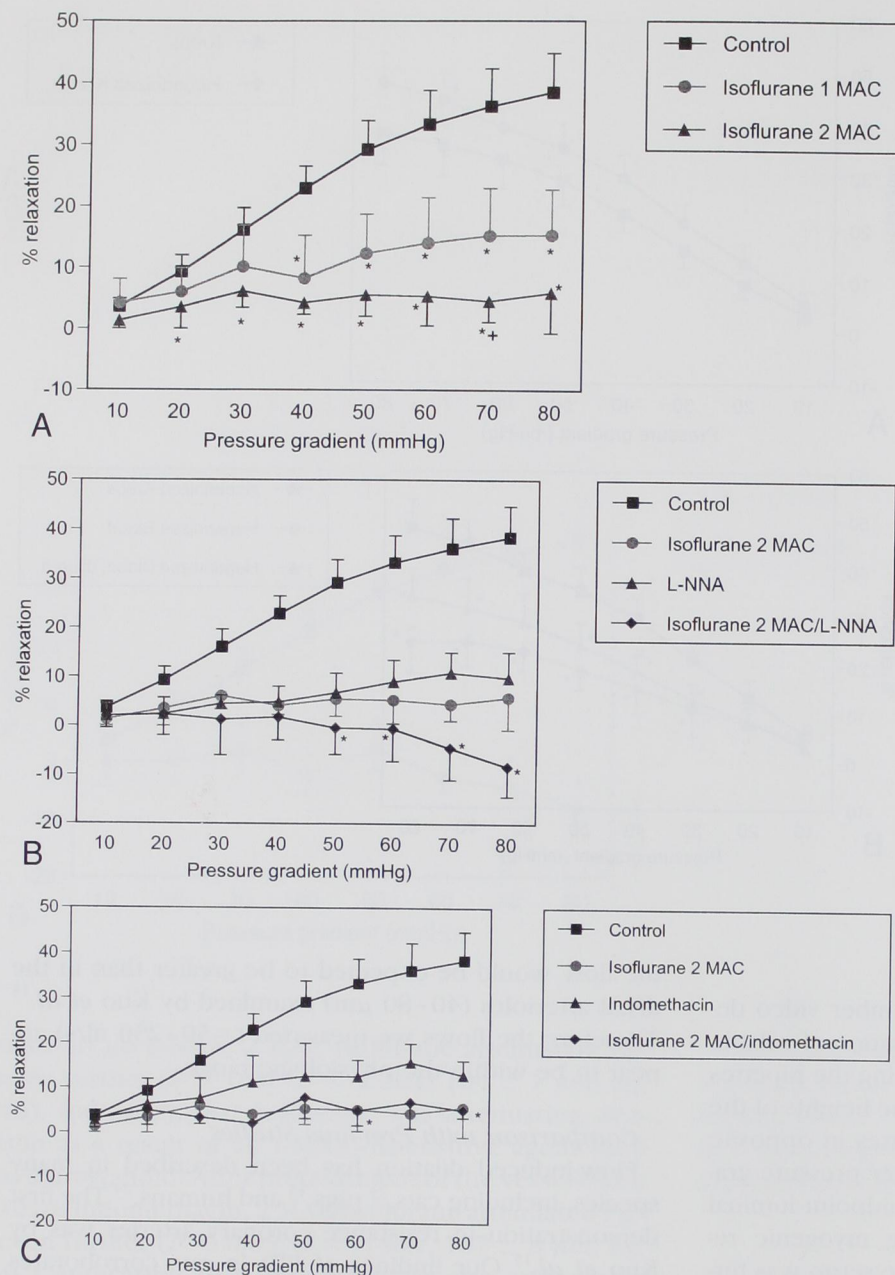 50
40
30
20
10
0
-10
% relaxation
10 20 30 40 50 60 70 80
Pressure gradient (mmHg)
A
Control
Isoflurane 1 MAC
Isoflurane 2 MAC
* * * * * *
* * * * * *+ *
50
40
30
20
10
0
-10
-20
% relaxation
10 20 30 40 50 60 70 80
Pressure gradient (mmHg)
B
Control
Isoflurane 2 MAC
L-NNA
Isoflurane 2 MAC/L-NNA
* * * *
50
40
30
20
10
0
-10
-20
% relaxation
10 20 30 40 50 60 70 80
Pressure gradient (mmHg)
C
Control
Isoflurane 2 MAC
Indomethacin
Isoflurane 2 MAC/indomethacin
* *